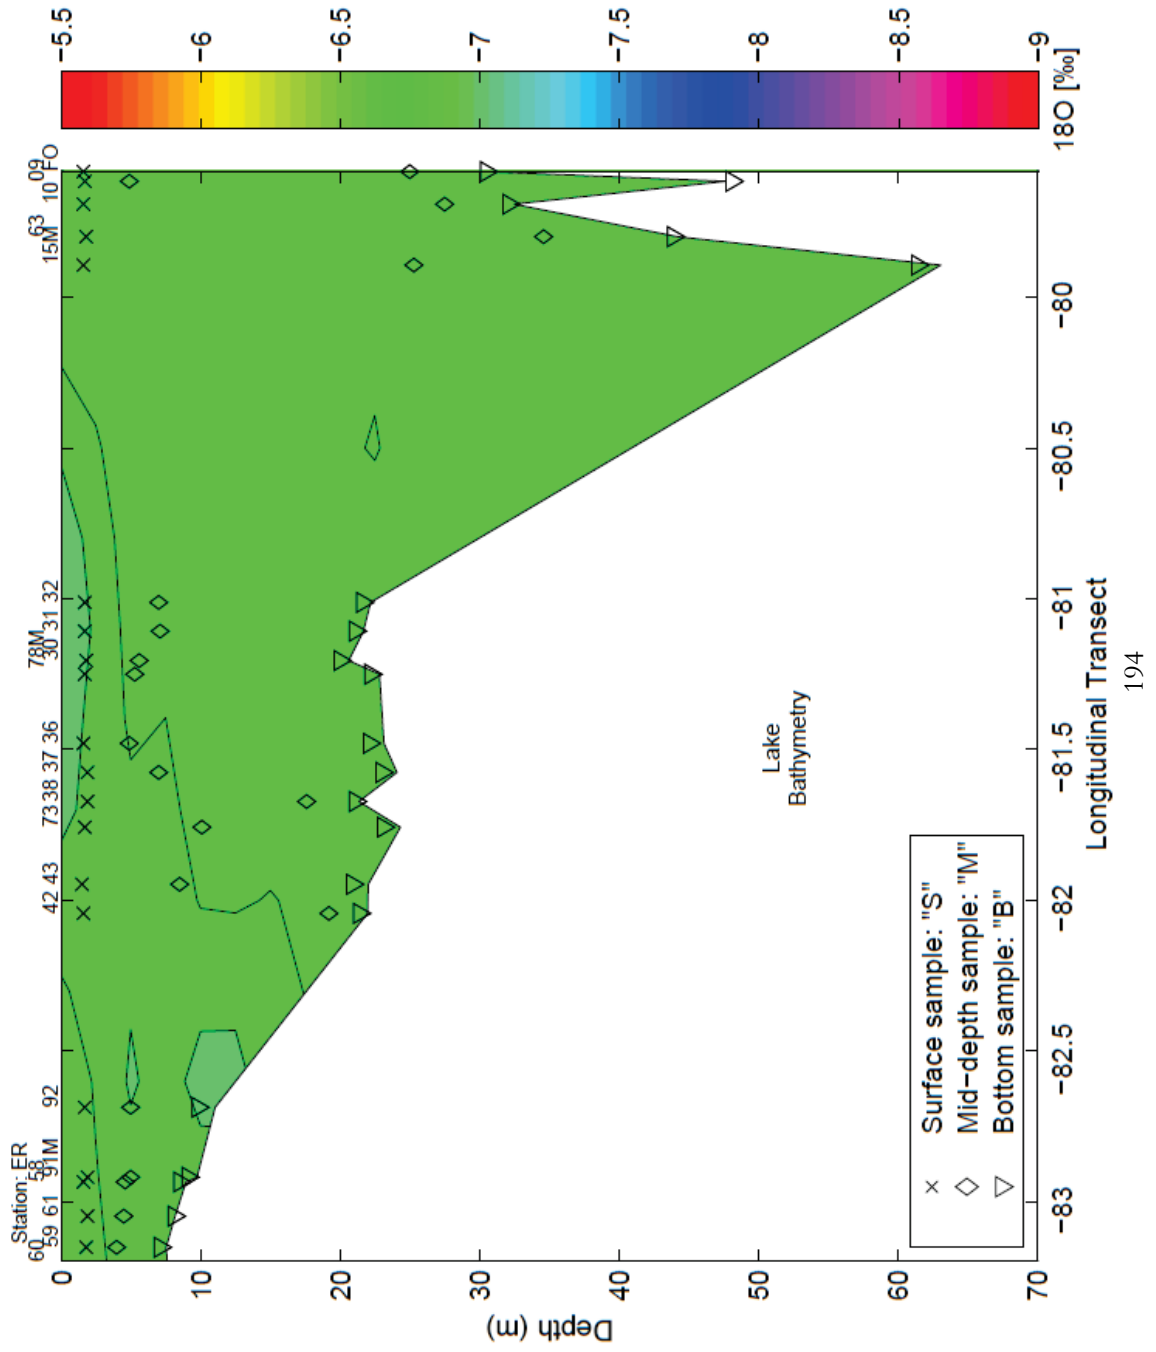 Station: ER
60 58 78M 63 09
59 61 91M 92 42 43 73 38 37 36 30 31 32 15M 10 FO
0
10
20
30
40
50
60
70
Depth (m)
−83 −82.5 −82 −81.5 −81 −80.5 −80
Longitudinal Transect
Lake
Bathymetry
Surface sample: "S"
Mid−depth sample: "M"
Bottom sample: "B"
−5.5
−6
−6.5
−7
−7.5
−8
−8.5
−9
18O [‰]
194